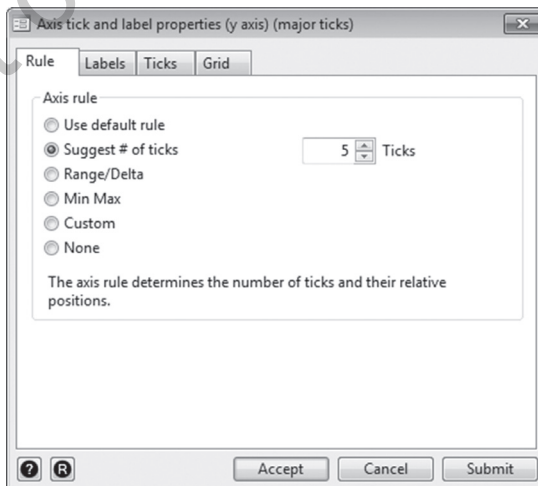 Axis tick and label properties (y axis) (major ticks)
Rule Labels Ticks Grid
Axis rule
Use default rule
Suggest # of ticks 5 Ticks
Range/Delta
Min Max
Custom
None
The axis rule determines the number of ticks and their relative
positions.
? R Accept Cancel Submit